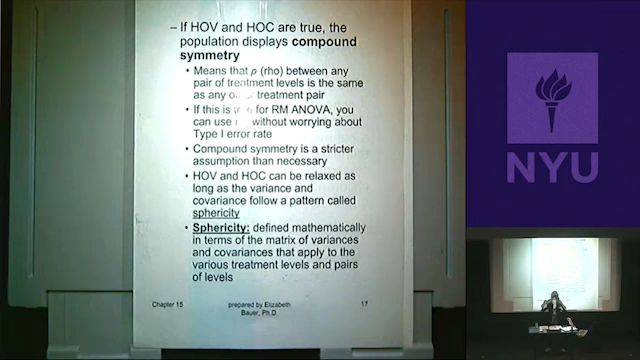 – If HOV and HOC are true, the
population displays compound
symmetry
• Means that ρ (rho) between any
pair of treatment levels is the same
as any treatment pair
• If this is for RM ANOVA, you
can use without worrying about
Type I error rate
• Compound symmetry is a stricter
assumption than necessary
• HOV and HOC can be relaxed as
long as the variance and
covariance follow a pattern called
sphericity
• Sphericity: defined mathematically
in terms of the matrix of variances
and covariances that apply to the
various treatment levels and pairs
of levels
Chapter 15
prepared by Elizabeth
Bauer, Ph.D.
17
NYU